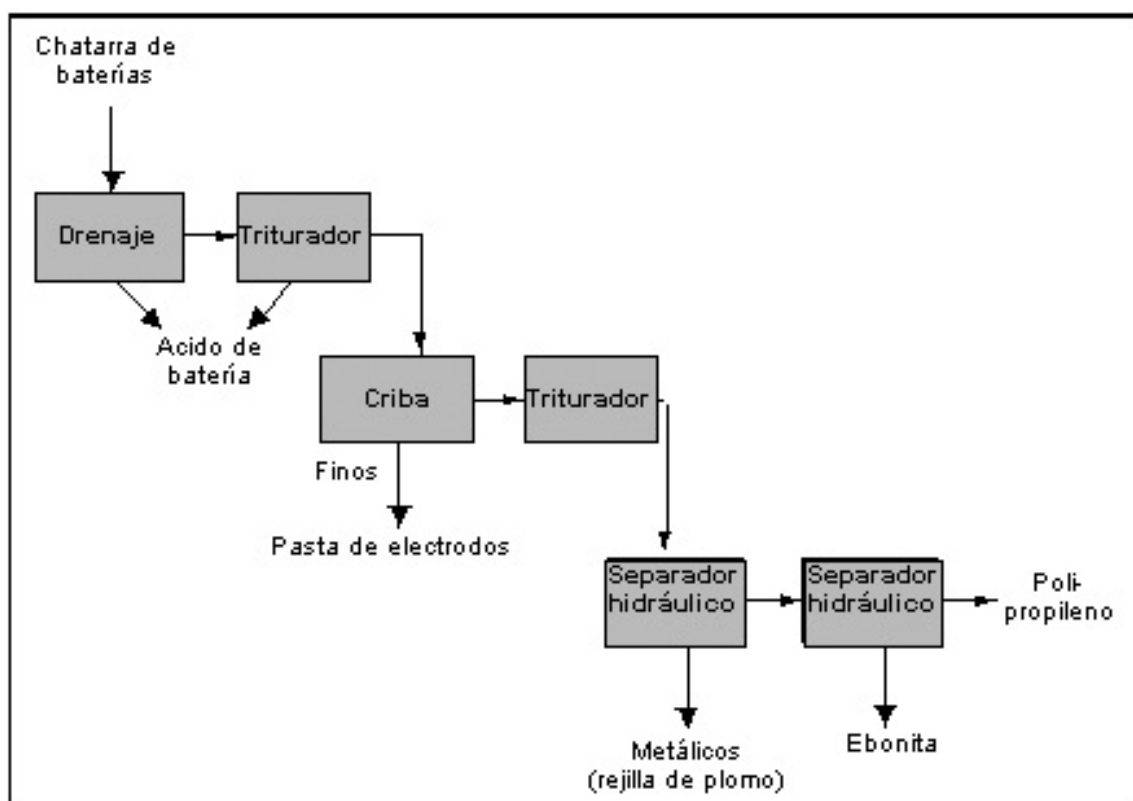 Chatarra de
baterías
Drenaje
Triturador
Acido de
batería
Criba
Triturador
Finos
Pasta de electrodos
Separador
hidráulico
Separador
hidráulico
Poli-
propileno
Metálicos
(rejilla de plomo)
Ebonita